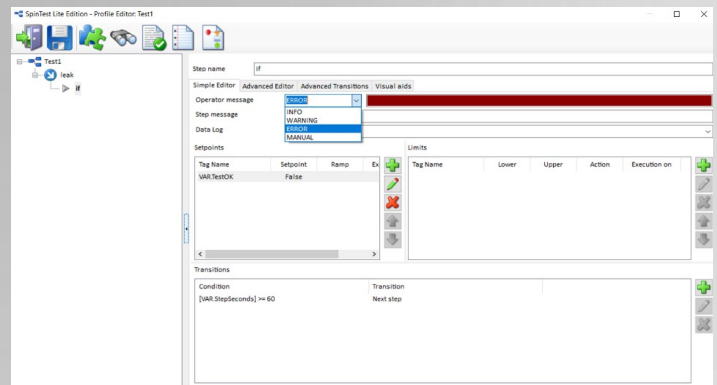 SpinTest Lite Edition - Profile Editor: Test1
Test1
leak
if
Step name
if
Simple Editor Advanced Editor Advanced Transitions Visual aids
Operator message
ERROR
INFO
WARNING
ERROR
MANUAL
Step message
Data Log
Setpoints
Tag Name Setpoint Ramp Ex
VAR.TestOK False
Limits
Tag Name Lower Upper Action Execution on
Transitions
Condition Transition
[VAR.StepSeconds] >= 60 Next step